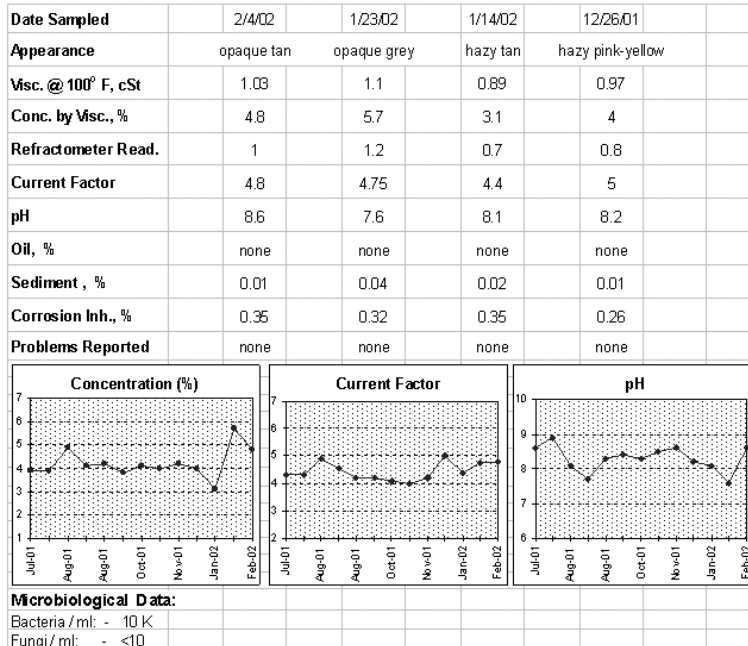 Date Sampled 2/4/02 1/23/02 1/14/02 12/26/01
Appearance opaque tan opaque grey hazy tan hazy pink-yellow
Visc. @ 100° F, cSt 1.03 1.1 0.89 0.97
Conc. by Visc., % 4.8 5.7 3.1 4
Refractometer Read. 1 1.2 0.7 0.8
Current Factor 4.8 4.75 4.4 5
pH 8.6 7.6 8.1 8.2
Oil, % none none none none
Sediment , % 0.01 0.04 0.02 0.01
Corrosion Inh., % 0.35 0.32 0.35 0.26
Problems Reported none none none none
Concentration (%)
7
6
5
4
3
2
1
Jul-01 Aug-01 Aug-01 Oct-01 Nov-01 Jan-02 Feb-02
Current Factor
7
6
5
4
3
2
Jul-01 Aug-01 Aug-01 Oct-01 Nov-01 Jan-02 Feb-02
pH
10
9
8
7
6
Jul-01 Aug-01 Aug-01 Oct-01 Nov-01 Jan-02 Feb-02
Microbiological Data:
Bacteria / ml: - 10 K
Fungi / ml: - <10